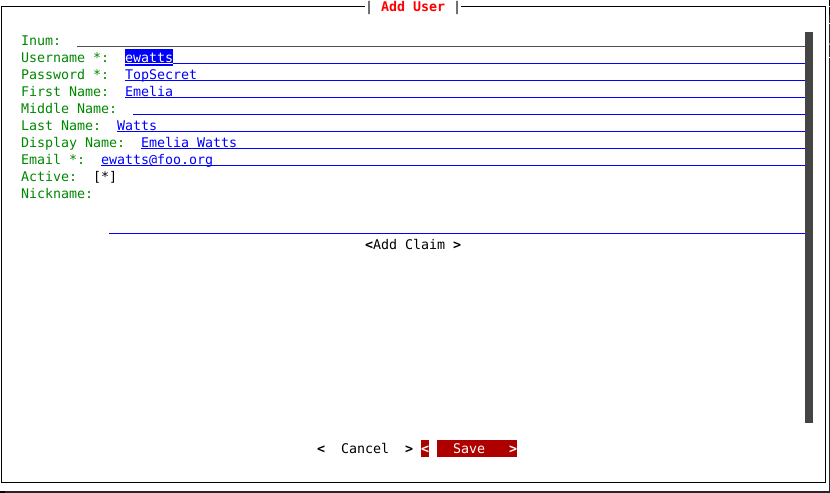 | Add User |
Inum:
Username *: ewatts
Password *: TopSecret
First Name: Emelia
Middle Name:
Last Name: Watts
Display Name: Emelia Watts
Email *: ewatts@foo.org
Active: [*]
Nickname:
<Add Claim >
< Cancel > < Save >